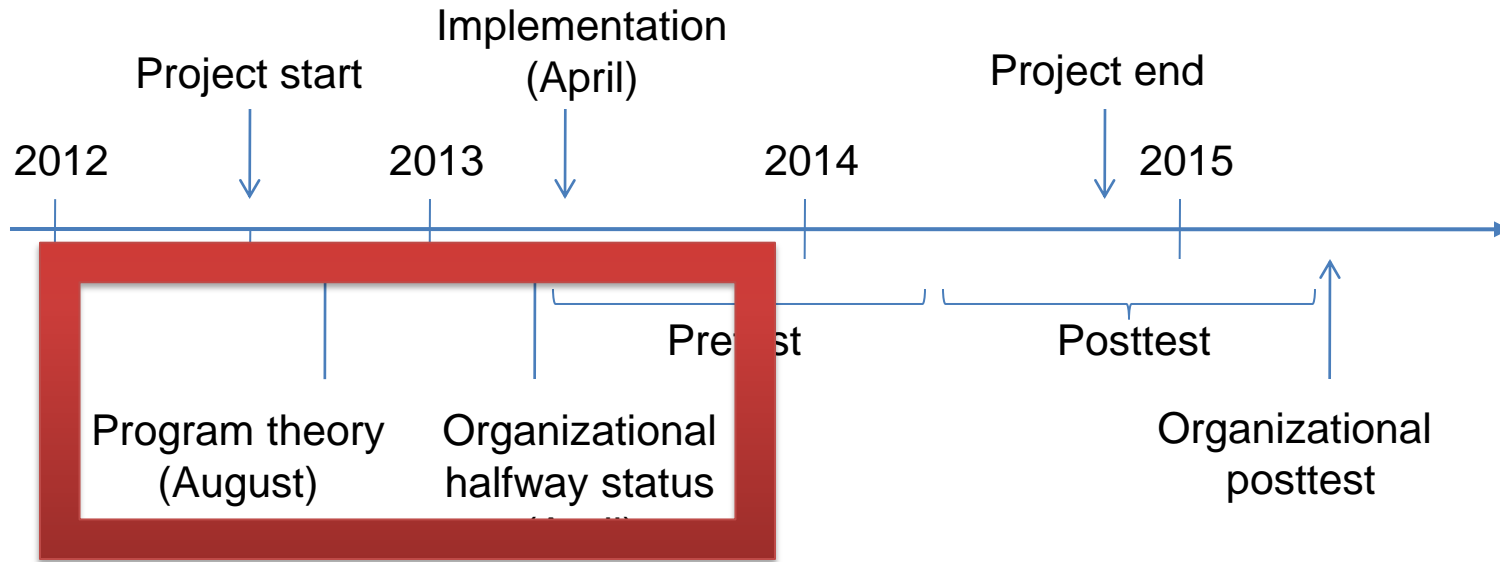 Implementation
(April)
Project start
Project end
2012
2013
2014
2015
Posttest
Program theory
(August)
Organizational
halfway status
Organizational
posttest